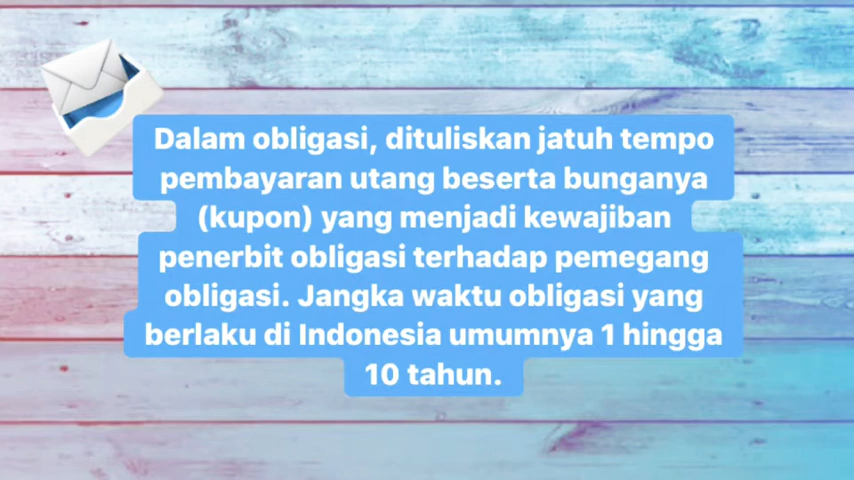 Dalam obligasi, dituliskan jatuh tempo
pembayaran utang beserta bunganya
(kupon) yang menjadi kewajiban
penerbit obligasi terhadap pemegang
obligasi. Jangka waktu obligasi yang
berlaku di Indonesia umumnya 1 hingga
10 tahun.